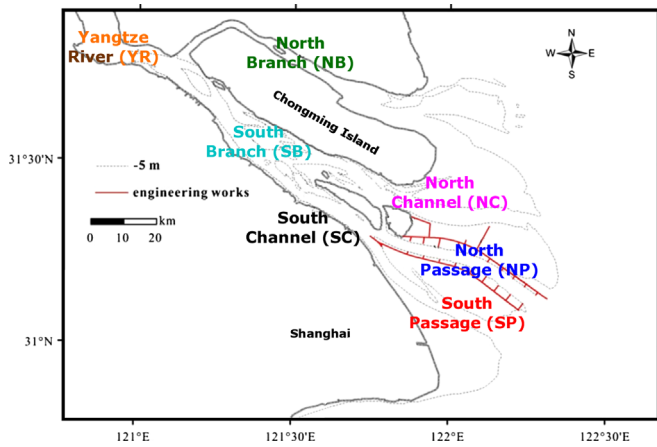 Yangtze
River (YR)
North
Branch (NB)
N
W E
S
Chongming Island
31°30'N
South
Branch (SB)
-5 m
engineering works
km
0 10 20
North
Channel (NC)
South
Channel (SC)
North
Passage (NP)
South
Passage (SP)
Shanghai
31°N
121°E
121°30'E
122°E
122°30'E